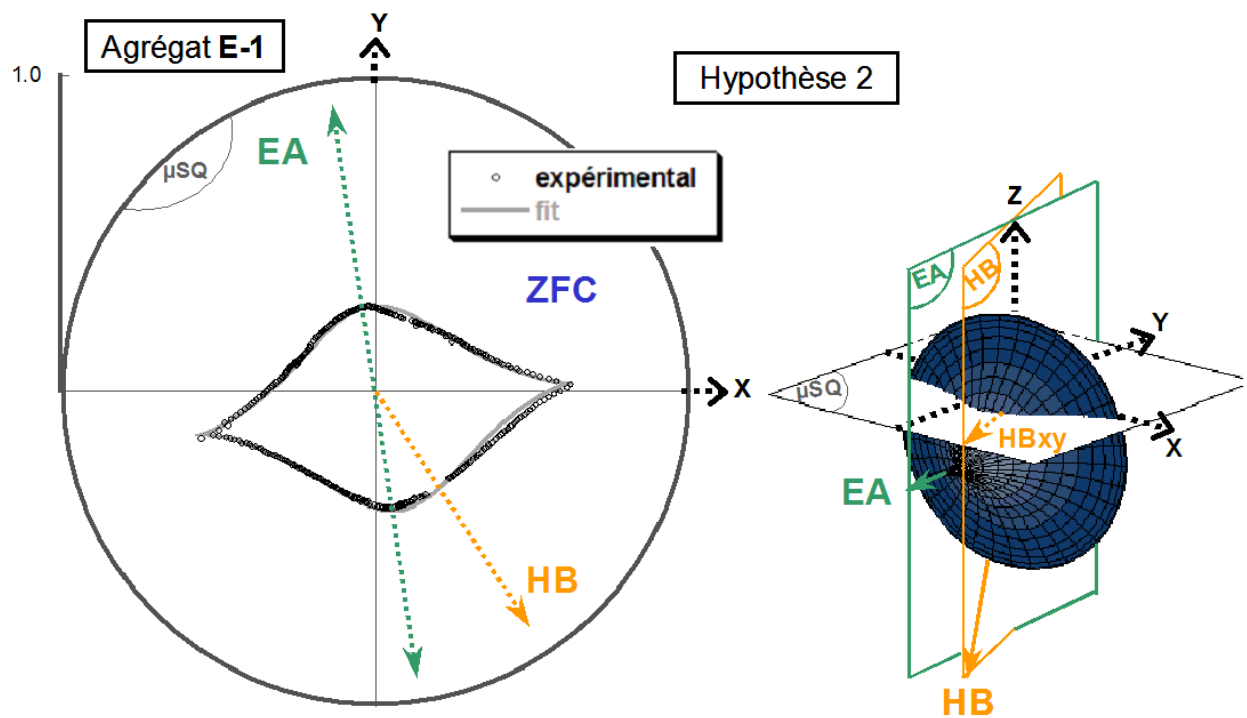 Agrégat E-1
Y
1.0
Hypothèse 2
EA
µSQ
expérimental
fit
ZFC
X
HB
Z
EA
HB
Y
µSQ
X
HBxy
EA
HB